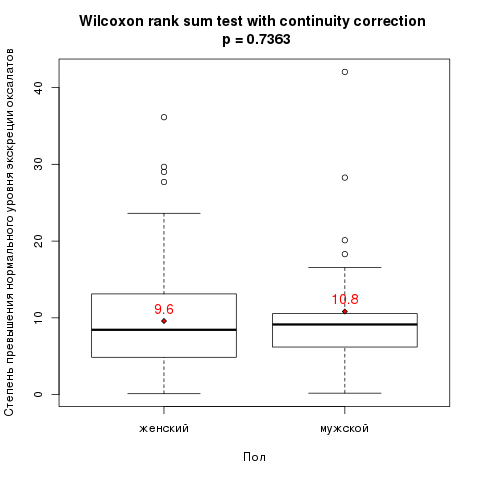 Wilcoxon rank sum test with continuity correction
p = 0.7363
Степень превышения нормального уровня экскреции оксалатов
40
30
20
10
0
9.6
10.8
женский
мужской
Пол